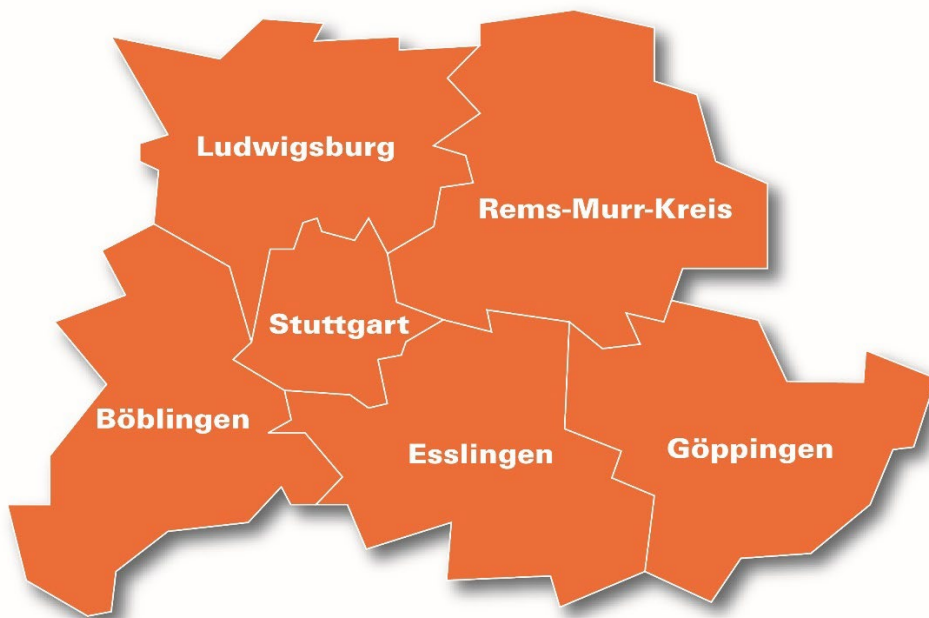 Ludwigsburg
Rems-Murr-Kreis
Stuttgart
Böblingen
Esslingen
Göppingen